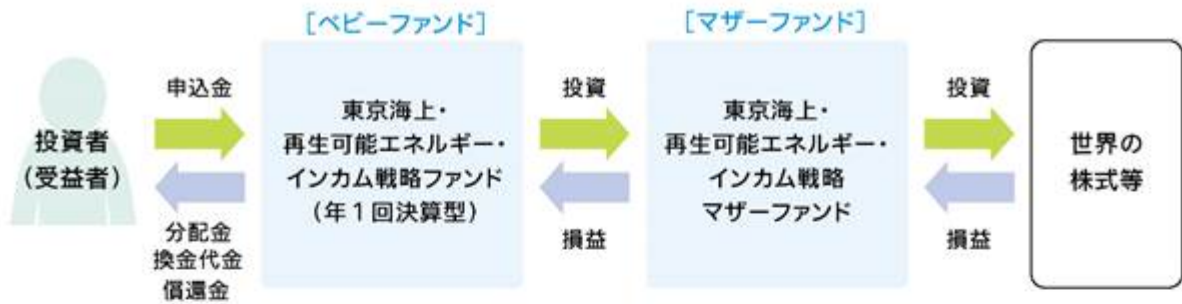 [ベビーファンド]
[マザーファンド]
投資者
(受益者)
申込金
分配金
換金代金
償還金
東京海上・
再生可能エネルギー・
インカム戦略ファンド
(年1回決算型)
投資
損益
東京海上・
再生可能エネルギー・
インカム戦略
マザーファンド
投資
損益
世界の
株式等